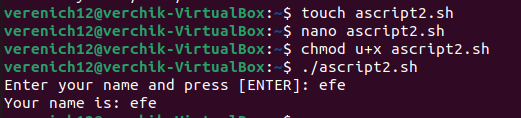 verenich12@verchik-VirtualBox:~$ touch ascript2.sh
verenich12@verchik-VirtualBox:~$ nano ascript2.sh
verenich12@verchik-VirtualBox:~$ chmod u+x ascript2.sh
verenich12@verchik-VirtualBox:~$ ./ascript2.sh
Enter your name and press [ENTER]: efe
Your name is: efe